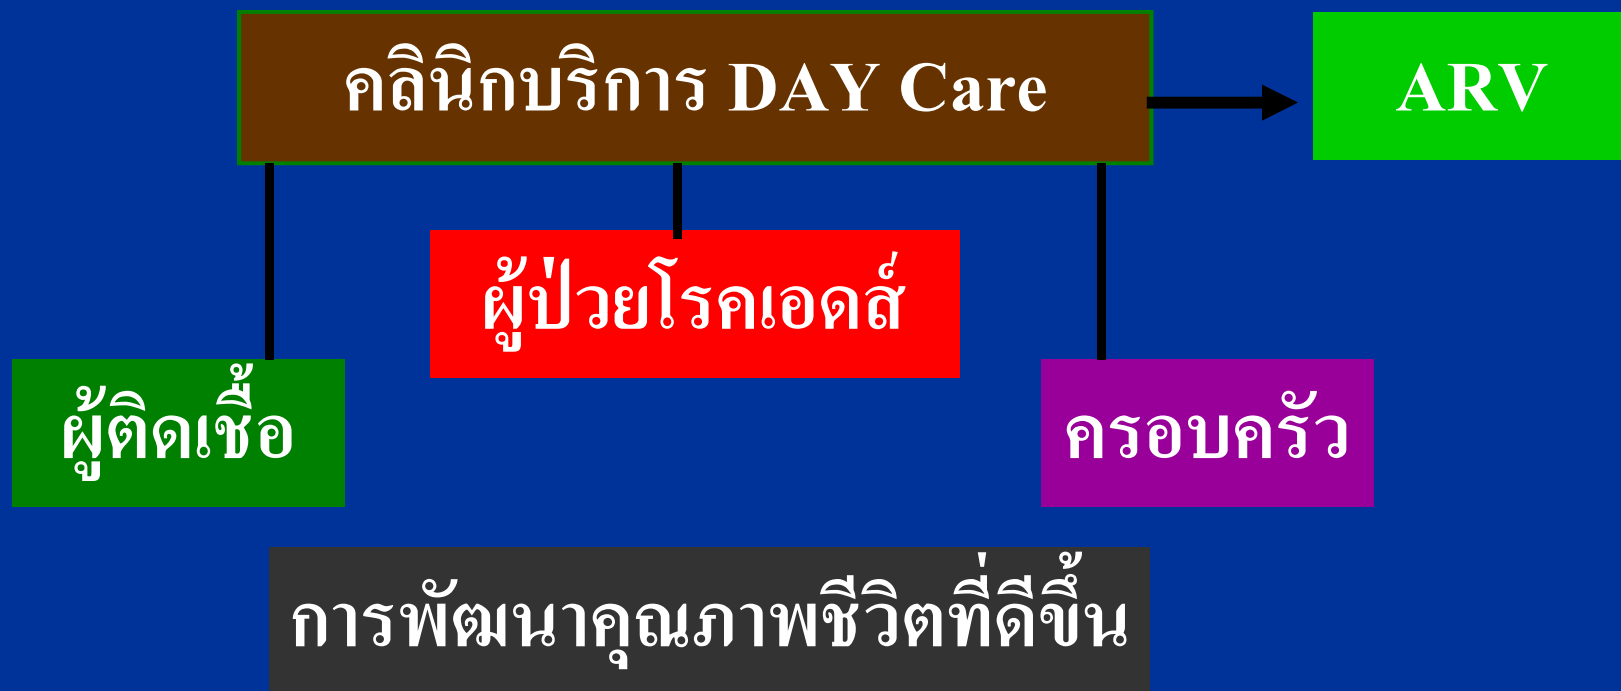 คลินิกบริการ DAY Care
ARV
ผู้ป่วยโรคเอดส์
ผู้ติดเชื้อ
ครอบครัว
การพัฒนาคุณภาพชีวิตที่ดีขึ้น